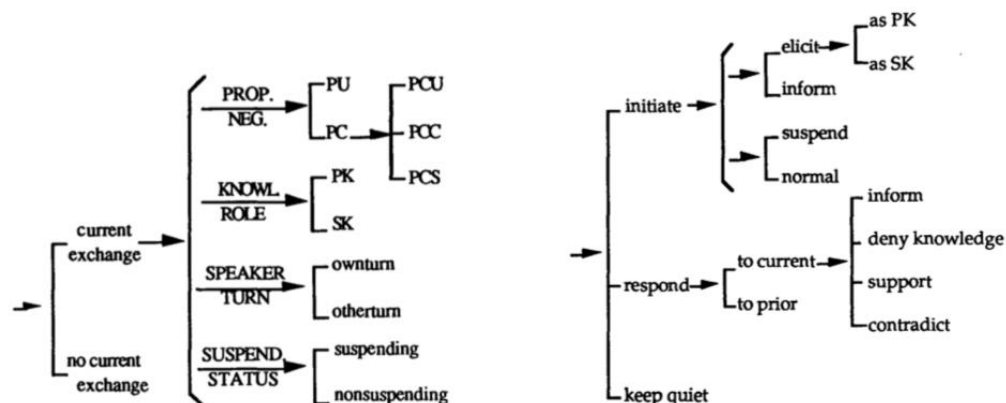 PROP.
NEG.
PU
PC
PCU
PCC
PCS
KNOWL.
ROLE
PK
SK
current
exchange
SPEAKER
TURN
ownturn
otherturn
no current
exchange
SUSPEND.
STATUS
suspending
nonsuspending
initiate
elicit
as PK
as SK
inform
suspend
normal
respond
to current
to prior
inform
deny knowledge
support
contradict
keep quiet